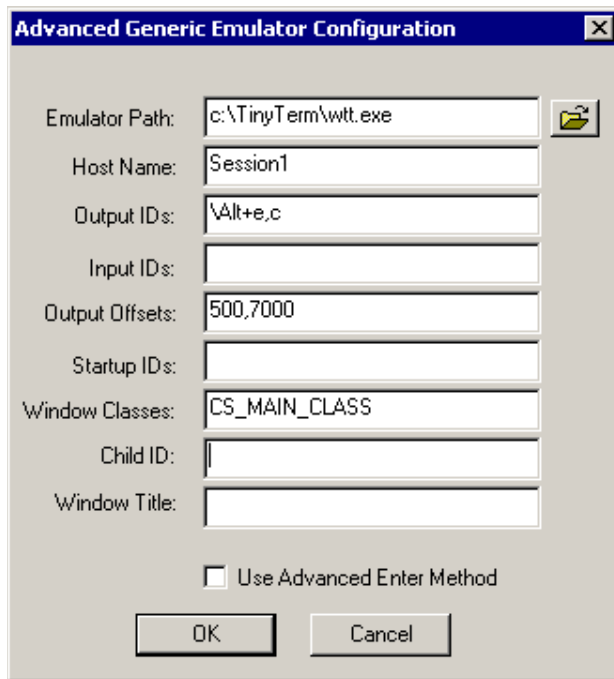 Advanced Generic Emulator Configuration
Emulator Path: c:\TinyTerm\wtt.exe
Host Name: Session1
Output IDs: \Alt+e,c
Input IDs:
Output Offsets: 500,7000
Startup IDs:
Window Classes: CS_MAIN_CLASS
Child ID:
Window Title:
Use Advanced Enter Method
OK Cancel